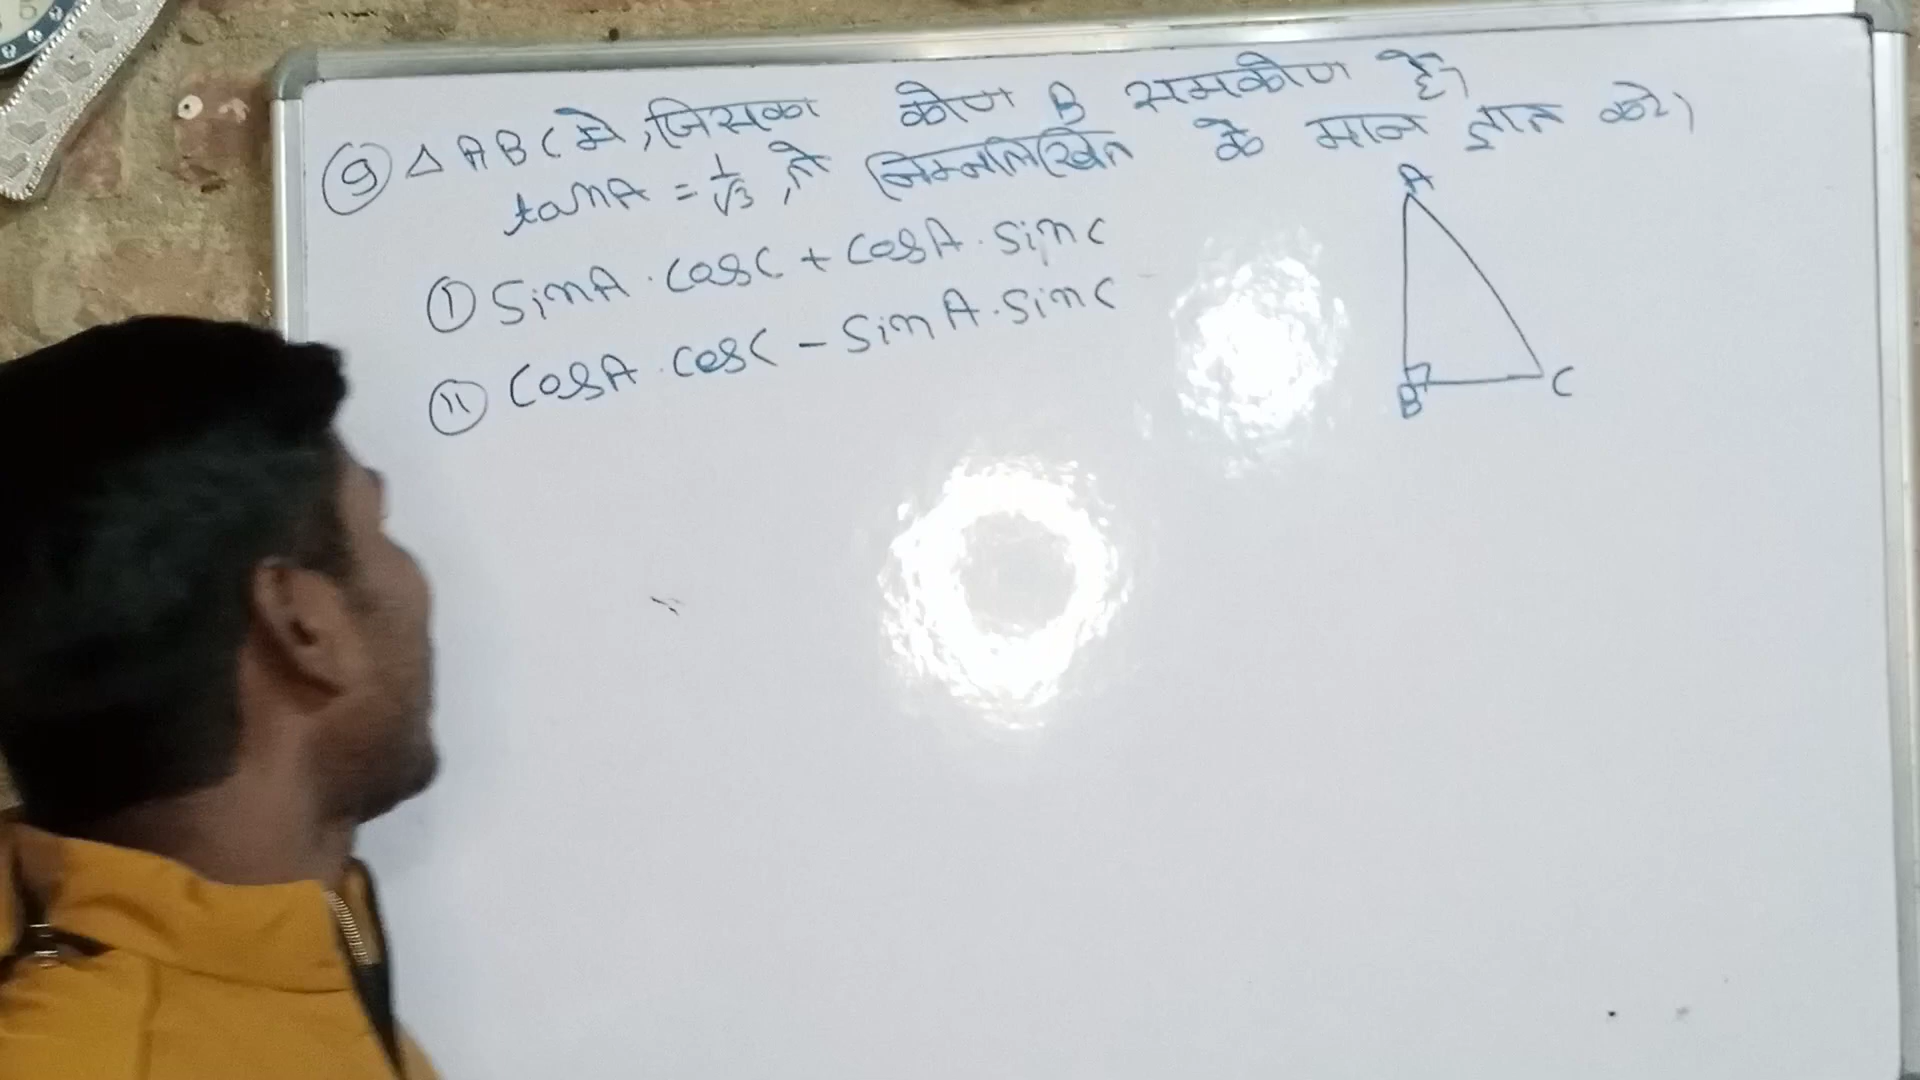 9 △ABC में, जिसका कोण B समकोण है।
tanA = 1/√3, तो निम्नलिखित के मान ज्ञात करे।
I SinA · CosC + CosA · SinC
II CosA · CosC - SinA · SinC
A
B
C